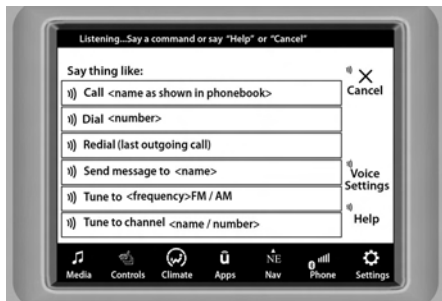 Listening...Say a command or say "Help" or "Cancel"
Say thing like:
Call <name as shown in phonebook>
Dial <number>
Redial (last outgoing call)
Send message to <name>
Tune to <frequency>FM / AM
Tune to channel <name / number>
Cancel
Voice
Settings
Help
ū
NE
0
Media Controls Climate Apps Nav Phone Settings